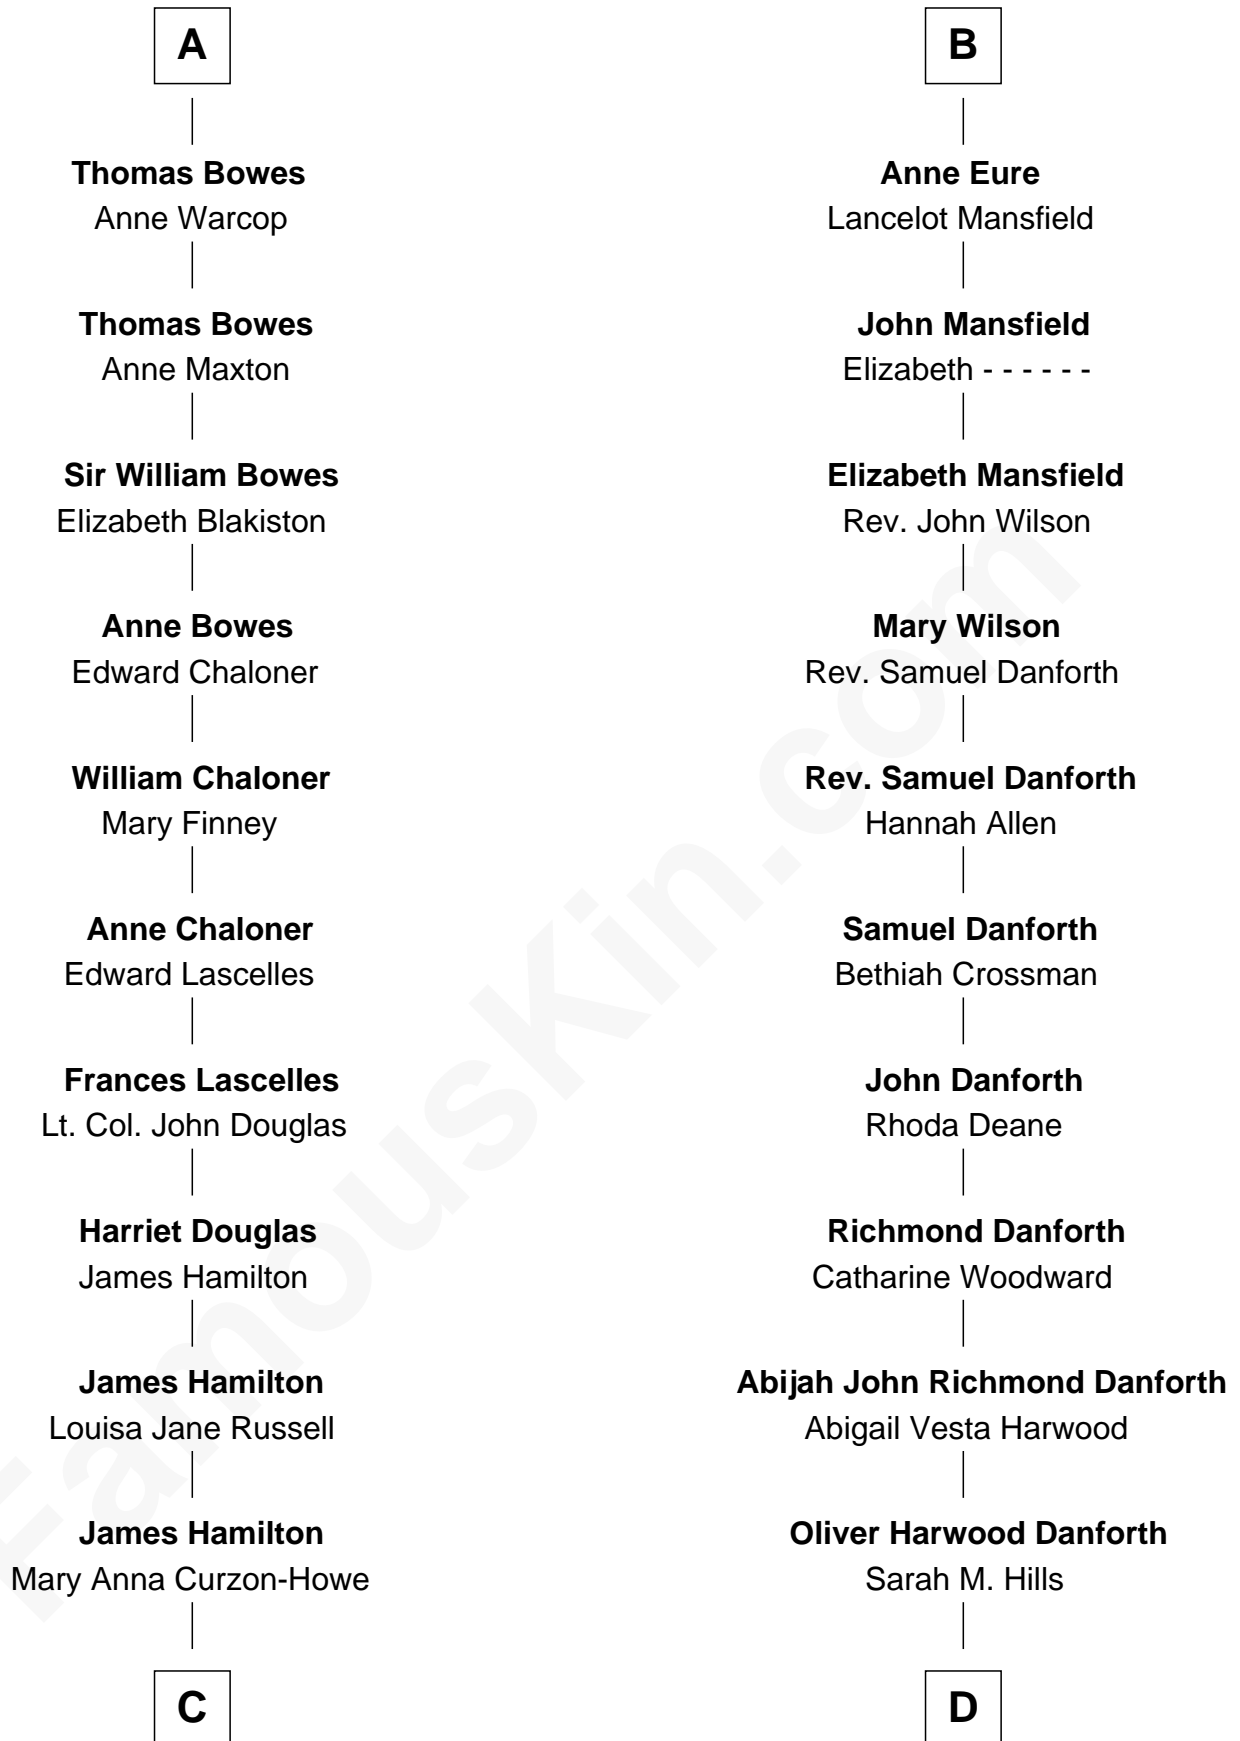 A
Thomas Bowes
Anne Warcop
Thomas Bowes
Anne Maxton
Sir William Bowes
Elizabeth Blakiston
Anne Bowes
Edward Chaloner
William Chaloner
Mary Finney
Anne Chaloner
Edward Lascelles
Frances Lascelles
Lt. Col. John Douglas
Harriet Douglas
James Hamilton
James Hamilton
Louisa Jane Russell
James Hamilton
Mary Anna Curzon-Howe
C
B
Anne Eure
Lancelot Mansfield
John Mansfield
Elizabeth - - - - - -
Elizabeth Mansfield
Rev. John Wilson
Mary Wilson
Rev. Samuel Danforth
Rev. Samuel Danforth
Hannah Allen
Samuel Danforth
Bethiah Crossman
John Danforth
Rhoda Deane
Richmond Danforth
Catharine Woodward
Abijah John Richmond Danforth
Abigail Vesta Harwood
Oliver Harwood Danforth
Sarah M. Hills
D
FamousKin.com